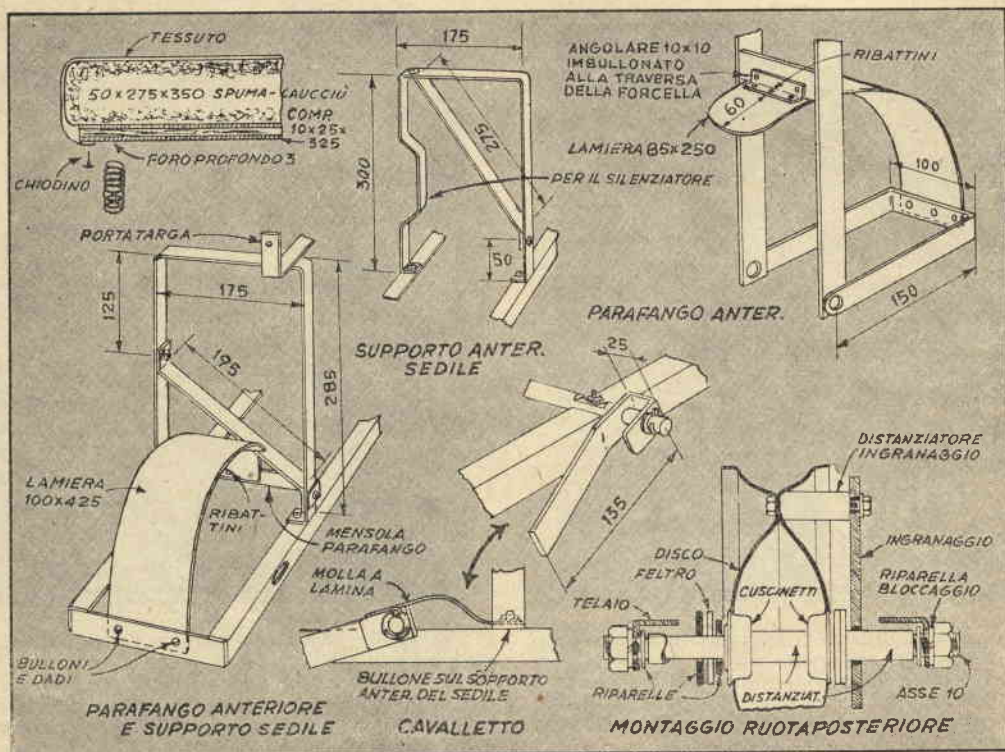 TESSUTO
50×275×350 SPUMA-CAUCCIÙ
COMP.
10×25×
325
FORO PROFONDO 3
CHIODINO
175
300
275
50
PER IL SILENZIATORE
SUPPORTO ANTER.
SEDILE
ANGOLARE 10×10
IMBULLONATO
ALLA TRAVERSA
DELLA FORCELLA
RIBATTINI
60
LAMIERA 85×250
100
150
PARAFANGO ANTER.
PORTATARGA
125
175
195
285
LAMIERA
100×425
RIBAT-
TINI
MENSOLA
PARAFANGO
BULLONI
E DADI
PARAFANGO ANTERIORE
E SUPPORTO SEDILE
25
135
MOLLA A
LAMINA
BULLONE SUL SOPPORTO
ANTER. DEL SEDILE
CAVALLETTO
DISTANZIATORE
INGRANAGGIO
INGRANAGGIO
DISCO
FELTRO
CUSCINETTI
RIPARELLA
BLOCCAGGIO
TELAIO
RIPARELLE
DISTANZIAT.
ASSE 10
MONTAGGIO RUOTA POSTERIORE